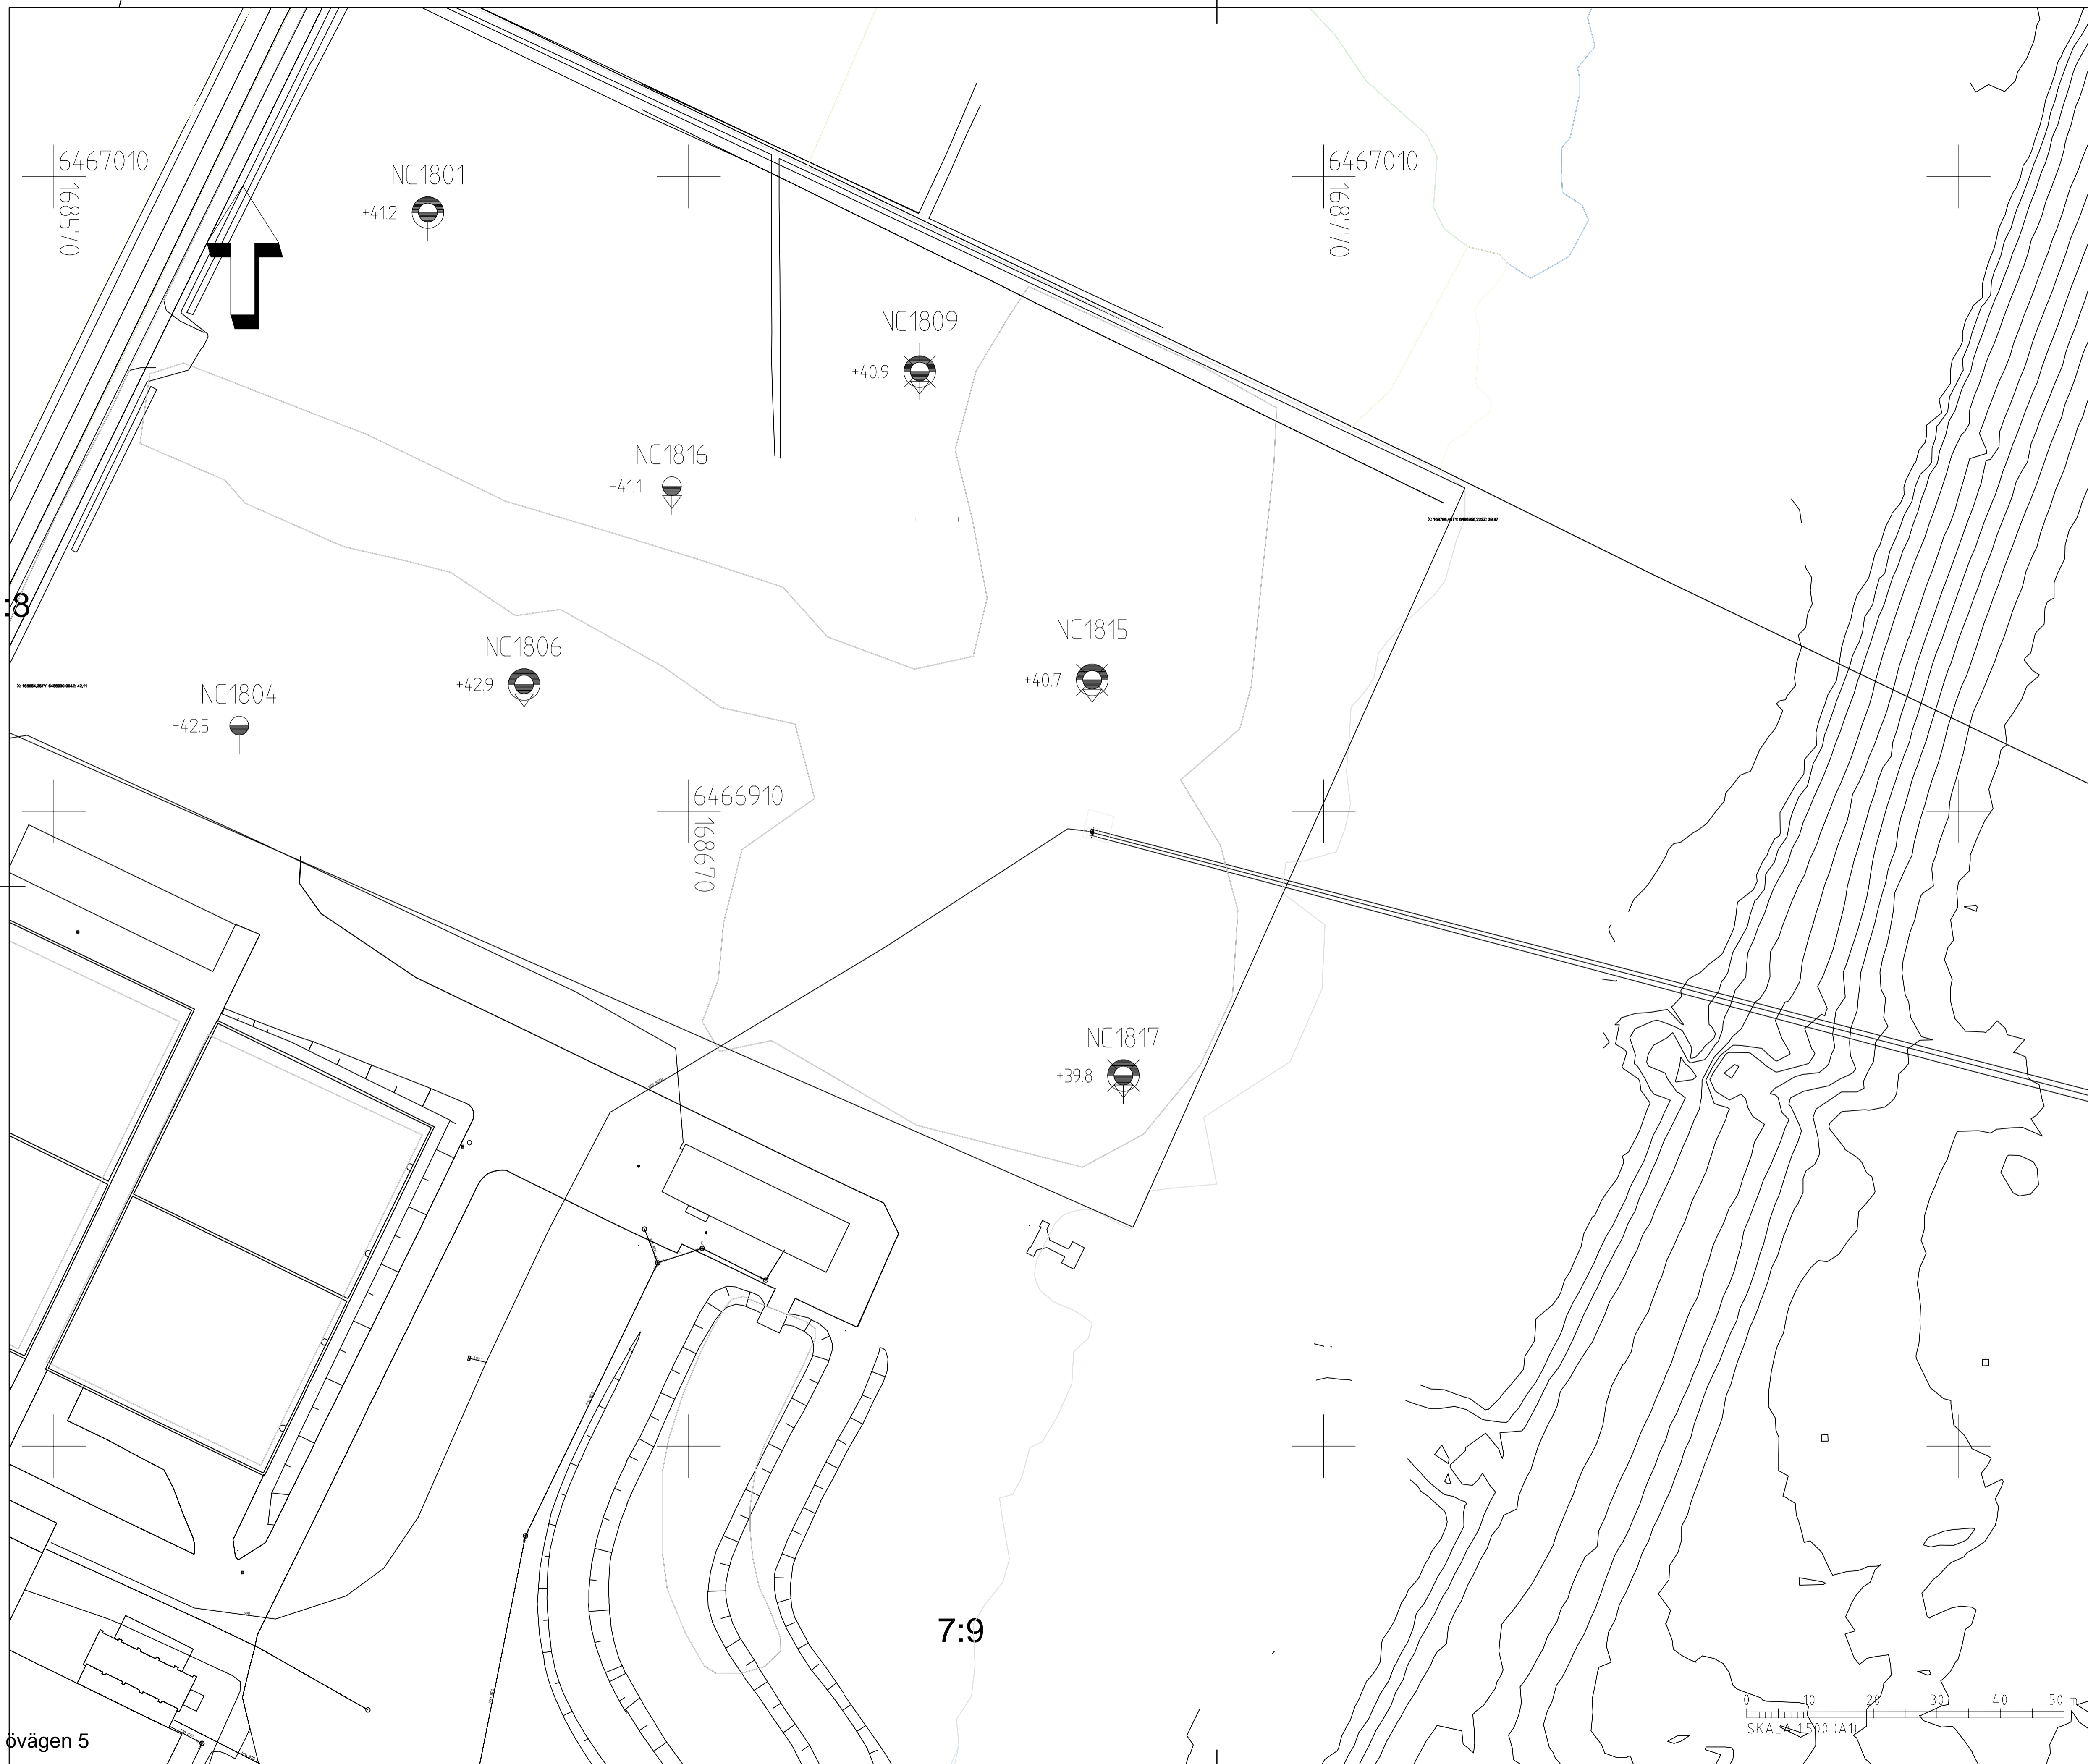 6467010
168570
NC1801
+41.2
6467010
168770
NC1809
+40.9
NC1816
+41.1
:8
NC1815
+40.7
NC1806
+42.9
NC1804
+42.5
6466910
168670
NC1817
+39.8
7:9
övägen 5
0 10 20 30 40 50 m
SKALA 1:500 (A1)